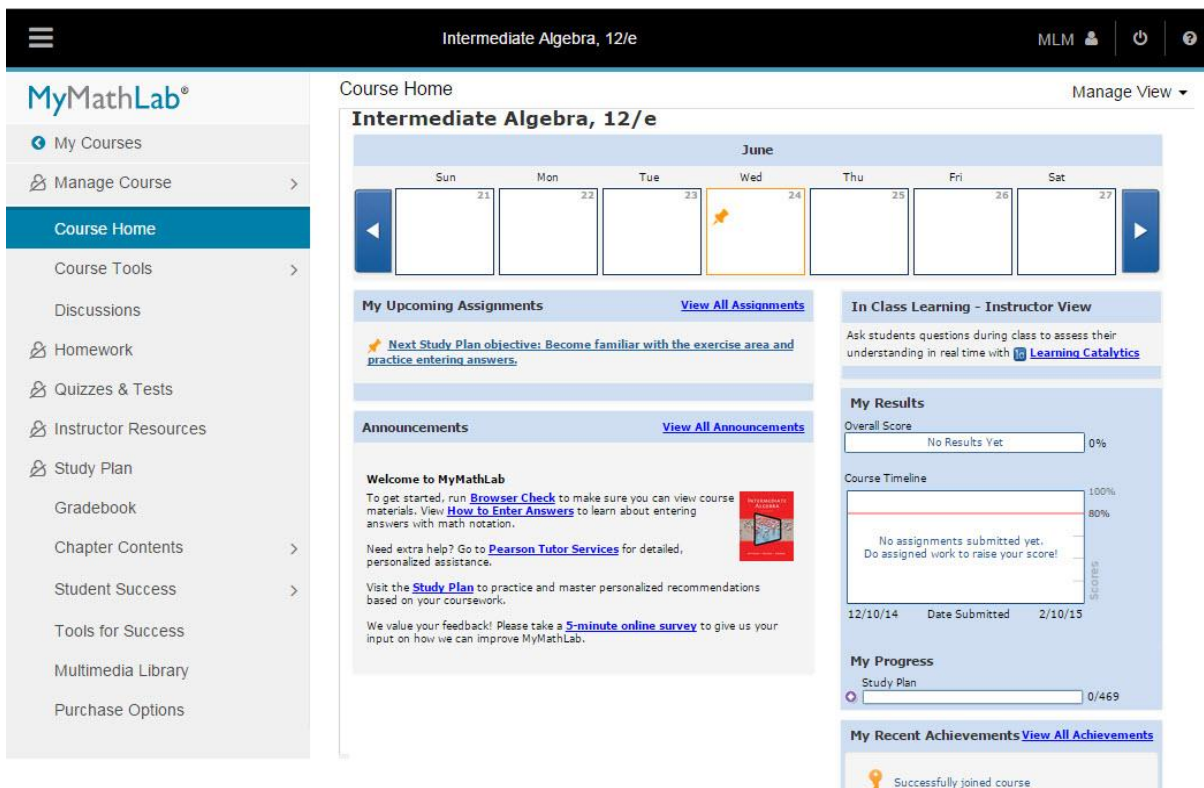 Intermediate Algebra, 12/e
MLM
MyMathLab®
My Courses
Manage Course
Course Home
Course Tools
Discussions
Homework
Quizzes & Tests
Instructor Resources
Study Plan
Gradebook
Chapter Contents
Student Success
Tools for Success
Multimedia Library
Purchase Options
Course Home
Manage View
Intermediate Algebra, 12/e
June
Sun Mon Tue Wed Thu Fri Sat
21 22 23 24 25 26 27
My Upcoming Assignments View All Assignments
Next Study Plan objective: Become familiar with the exercise area and
practice entering answers.
Announcements View All Announcements
Welcome to MyMathLab
To get started, run Browser Check to make sure you can view course
materials. View How to Enter Answers to learn about entering
answers with math notation.
INTERMEDIATE
ALGEBRA
Need extra help? Go to Pearson Tutor Services for detailed,
personalized assistance.
Visit the Study Plan to practice and master personalized recommendations
based on your coursework.
We value your feedback! Please take a 5-minute online survey to give us your
input on how we can improve MyMathLab.
In Class Learning - Instructor View
Ask students questions during class to assess their
understanding in real time with Learning Catalytics
My Results
Overall Score
No Results Yet 0%
Course Timeline
100%
80%
No assignments submitted yet.
Do assigned work to raise your score!
Scores
12/10/14 Date Submitted 2/10/15
My Progress
Study Plan
0/469
My Recent Achievements View All Achievements
Successfully joined course